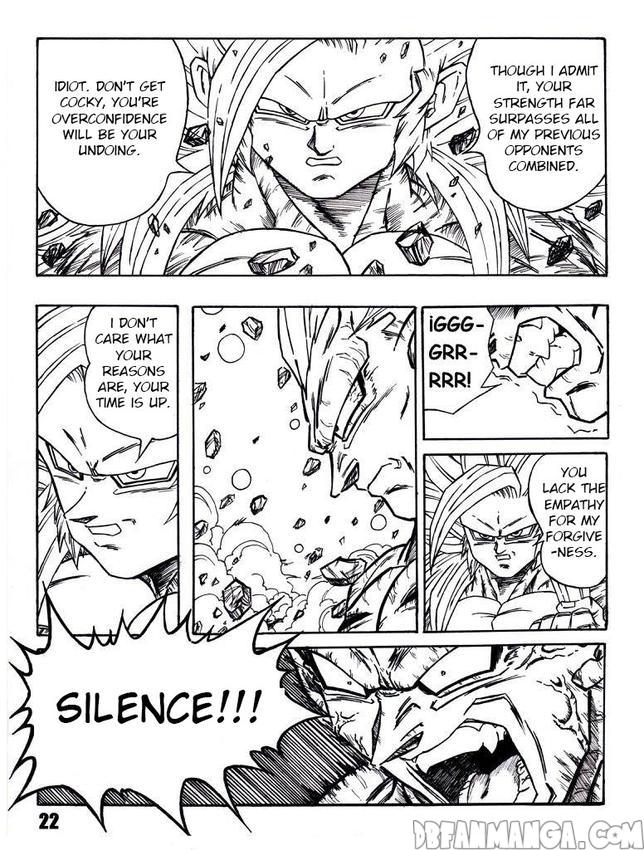 THOUGH I ADMIT
IT, YOUR
STRENGTH FAR
SURPASSES ALL
OF MY PREVIOUS
OPPONENTS
COMBINED.
IDIOT. DON'T GET
COCKY, YOU'RE
OVERCONFIDENCE
WILL BE YOUR
UNDOING.
¡GGG-
GRR-
RRR!
YOU
LACK THE
EMPATHY
FOR MY
FORGIVE
-NESS.
I DON'T
CARE WHAT
YOUR
REASONS
ARE, YOUR
TIME IS UP.
SILENCE!!!
22
DBFANMANGA.COM